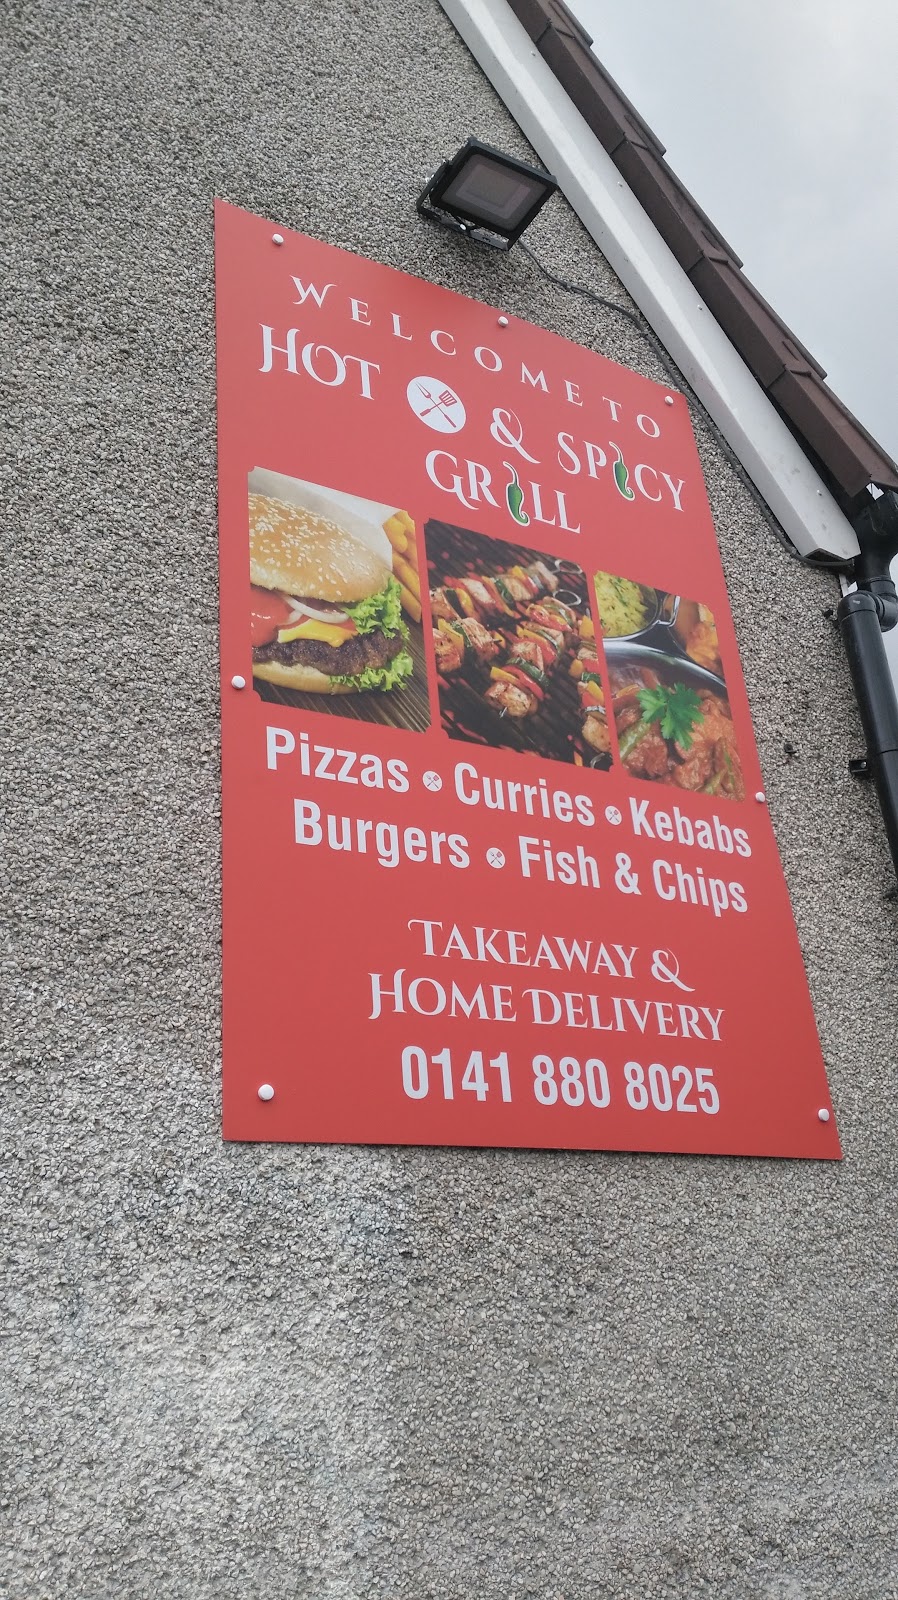 WELCOME TO
HOT & SPICY
GRILL
Pizzas • Curries • Kebabs
Burgers • Fish & Chips
TAKEAWAY &
HOME DELIVERY
0141 880 8025